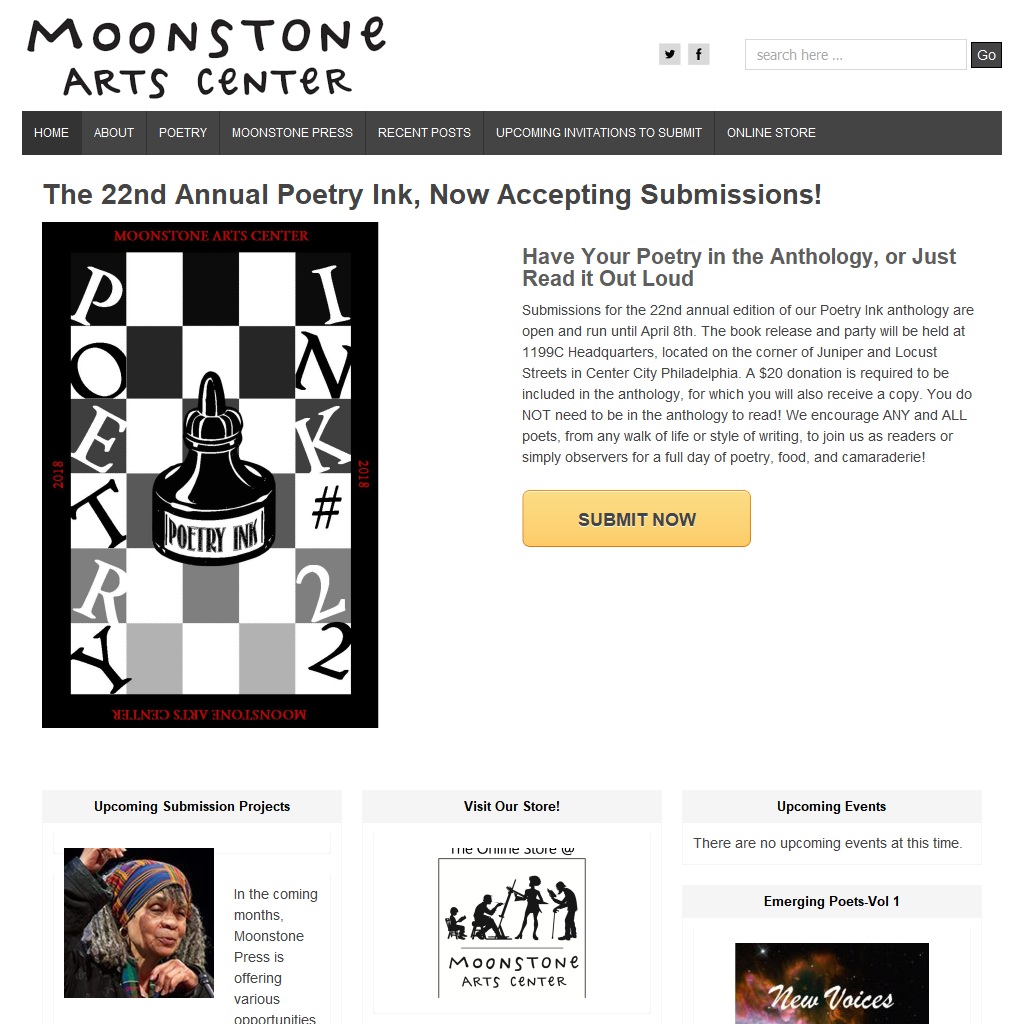 MOONSTONE
ARTS CENTER
search here ...
Go
HOME
ABOUT
POETRY
MOONSTONE PRESS
RECENT POSTS
UPCOMING INVITATIONS TO SUBMIT
ONLINE STORE
The 22nd Annual Poetry Ink, Now Accepting Submissions!
MOONSTONE ARTS CENTER
POETRY
INK#22
2018
2018
POETRY INK
MOONSTONE ARTS CENTER
Have Your Poetry in the Anthology, or Just
Read it Out Loud
Submissions for the 22nd annual edition of our Poetry Ink anthology are
open and run until April 8th. The book release and party will be held at
1199C Headquarters, located on the corner of Juniper and Locust
Streets in Center City Philadelphia. A $20 donation is required to be
included in the anthology, for which you will also receive a copy. You do
NOT need to be in the anthology to read! We encourage ANY and ALL
poets, from any walk of life or style of writing, to join us as readers or
simply observers for a full day of poetry, food, and camaraderie!
SUBMIT NOW
Upcoming Submission Projects
In the coming
months,
Moonstone
Press is
offering
various
opportunities
Visit Our Store!
The Online Store @
MOONSTONE
ARTS CENTER
Upcoming Events
There are no upcoming events at this time.
Emerging Poets-Vol 1
New Voices